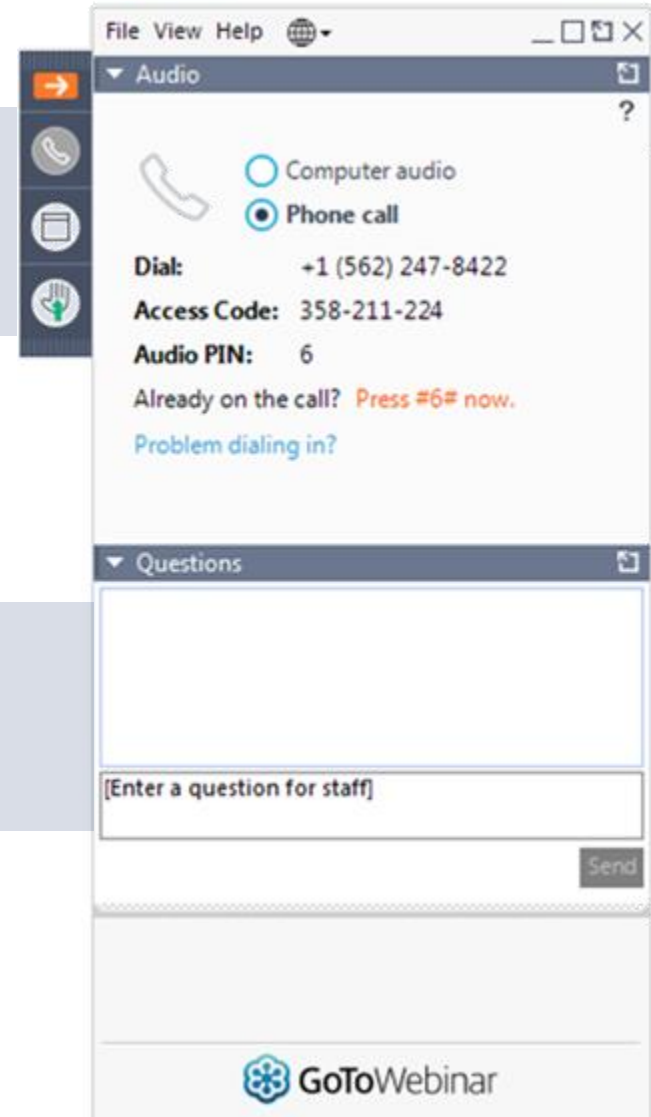 File View Help
Audio
?
Computer audio
Phone call
Dial: +1 (562) 247-8422
Access Code: 358-211-224
Audio PIN: 6
Already on the call? Press #6# now.
Problem dialing in?
Questions
[Enter a question for staff]
Send
GoToWebinar